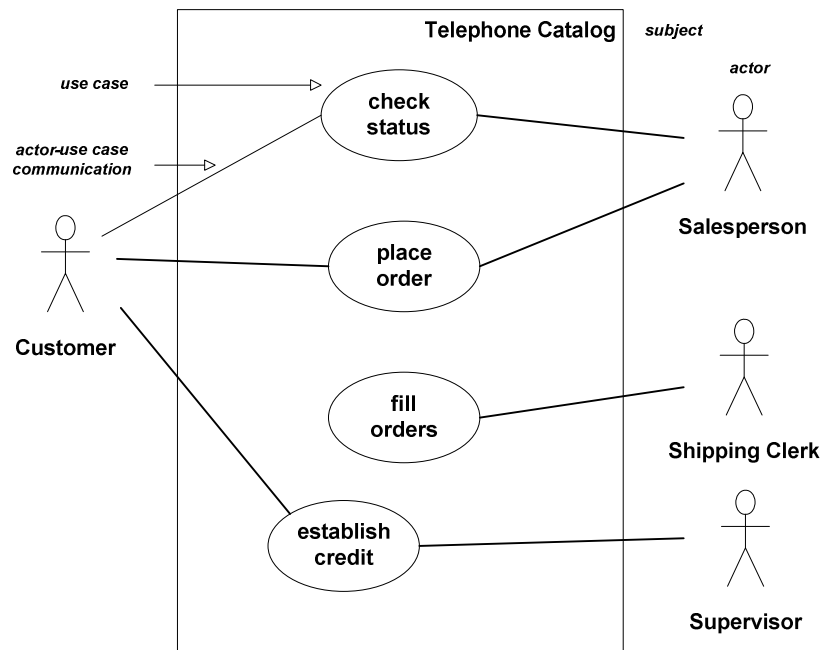 Telephone Catalog
subject
use case
actor
check
status
actor-use case
communication
Salesperson
place
order
Customer
fill
orders
Shipping Clerk
establish
credit
Supervisor